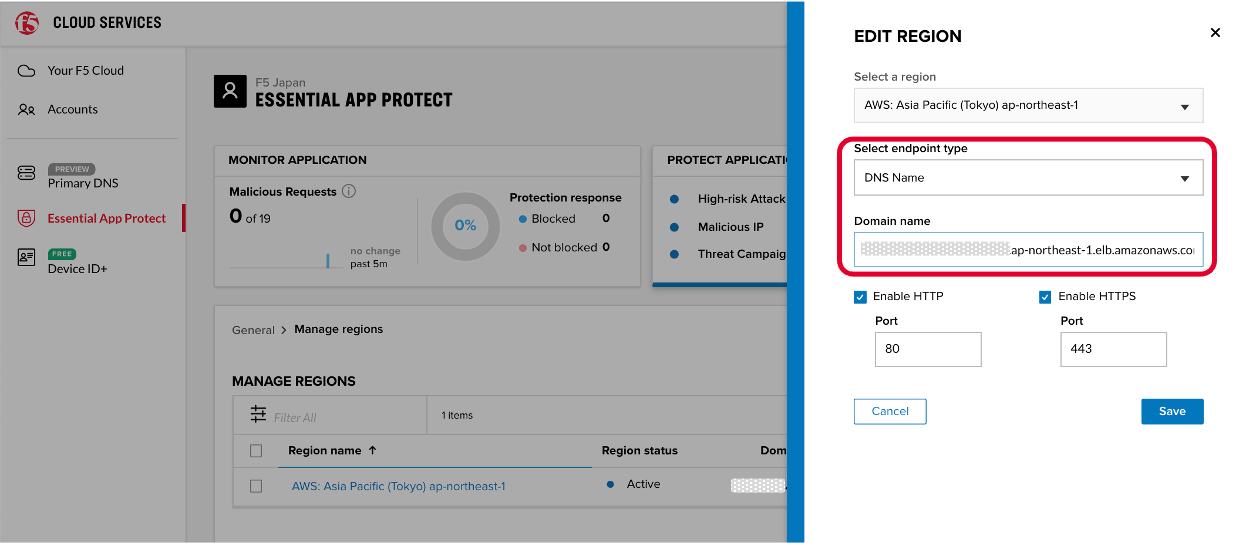 CLOUD SERVICES
Your F5 Cloud
Accounts
PREVIEW
Primary DNS
Essential App Protect
FREE
Device ID+
F5 Japan
ESSENTIAL APP PROTECT
MONITOR APPLICATION
Malicious Requests
0 of 19
no change
past 5m
0%
Protection response
Blocked 0
Not blocked 0
PROTECT APPLICATI
High-risk Attack
Malicious IP
Threat Campaig
General > Manage regions
MANAGE REGIONS
Filter All
1 items
Region name ↑ Region status Dom
AWS: Asia Pacific (Tokyo) ap-northeast-1 Active
EDIT REGION
Select a region
AWS: Asia Pacific (Tokyo) ap-northeast-1
Select endpoint type
DNS Name
Domain name
.ap-northeast-1.elb.amazonaws.co
Enable HTTP Enable HTTPS
Port Port
80 443
Cancel Save